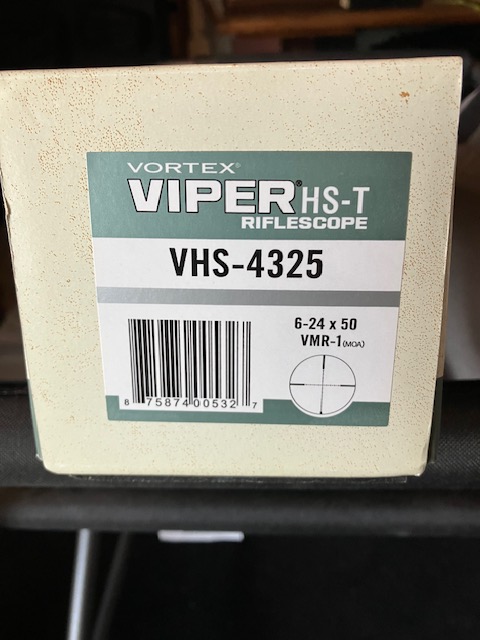 VORTEX®
VIPER® HS-T
RIFLESCOPE
VHS-4325
6-24 x 50
VMR-1 (MOA)
8 75874 00532 7